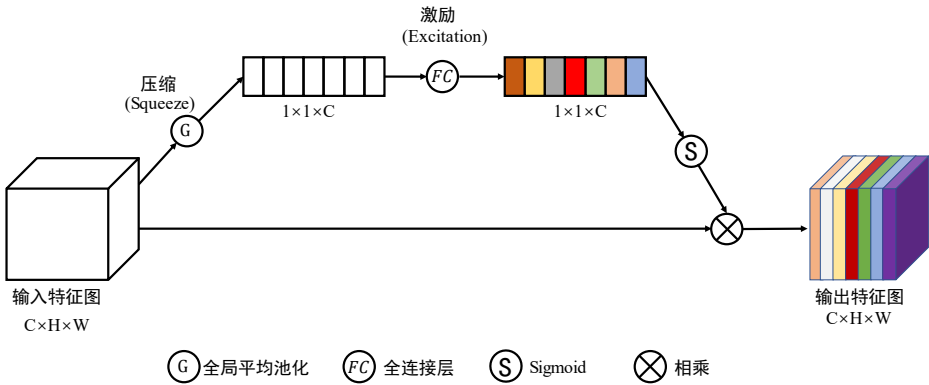 激励
(Excitation)
压缩
(Squeeze)
FC
1×1×C
1×1×C
G
S
输入特征图
C×H×W
输出特征图
C×H×W
G 全局平均池化
FC 全连接层
S Sigmoid
相乘